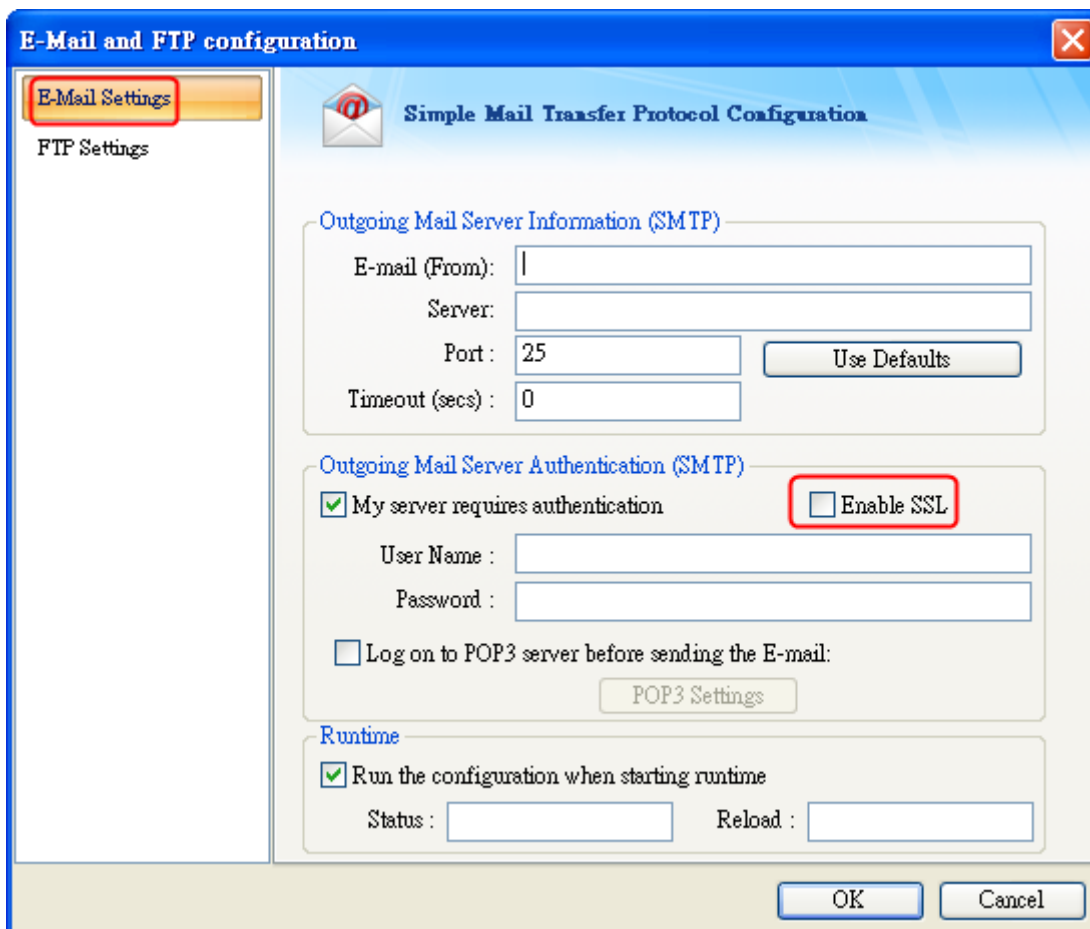 E-Mail and FTP configuration
E-Mail Settings
FTP Settings
Simple Mail Transfer Protocol Configuration
Outgoing Mail Server Information (SMTP)
E-mail (From):
Server:
Port : 25 Use Defaults
Timeout (secs) : 0
Outgoing Mail Server Authentication (SMTP)
My server requires authentication Enable SSL
User Name :
Password :
Log on to POP3 server before sending the E-mail:
POP3 Settings
Runtime
Run the configuration when starting runtime
Status : Reload :
OK Cancel